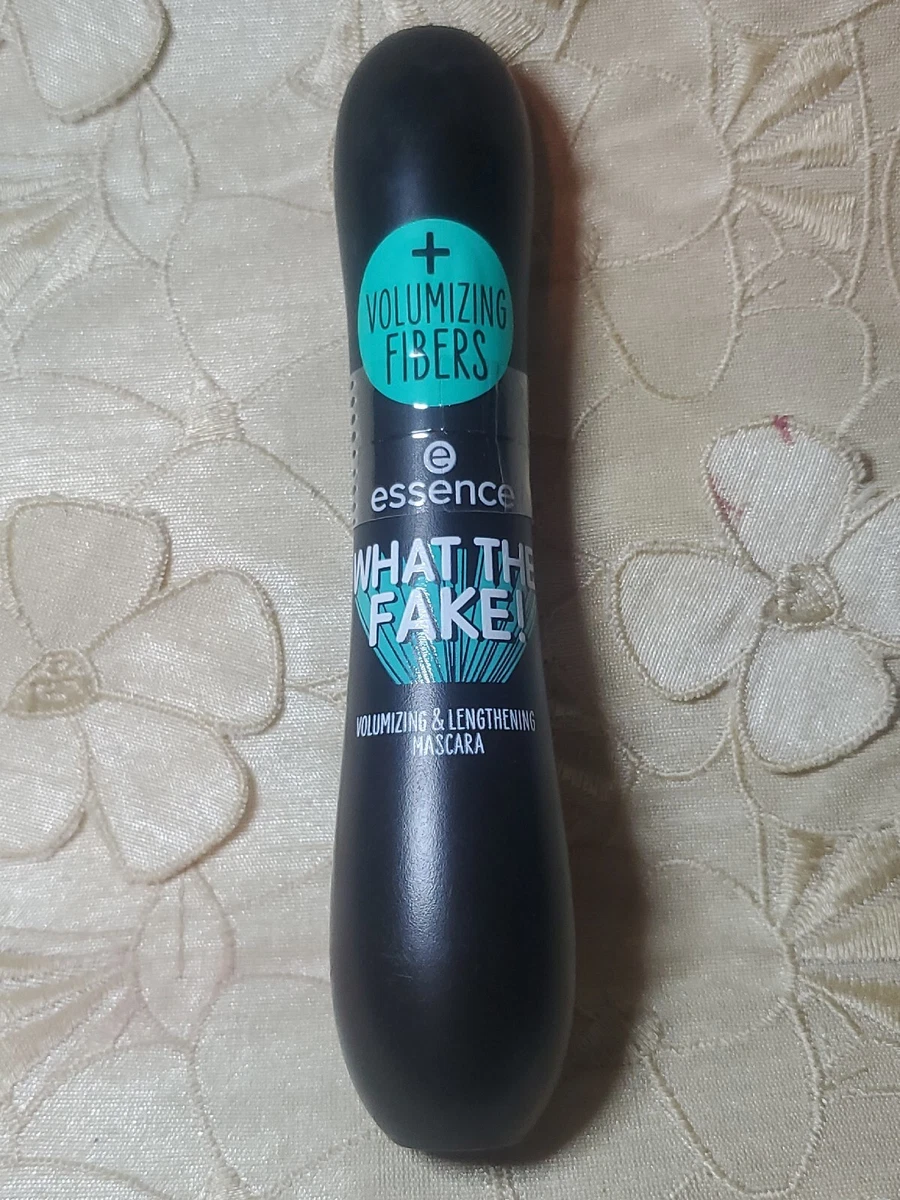 +
VOLUMIZING
FIBERS
e
essence
WHAT THE
FAKE!
VOLUMIZING & LENGTHENING
MASCARA